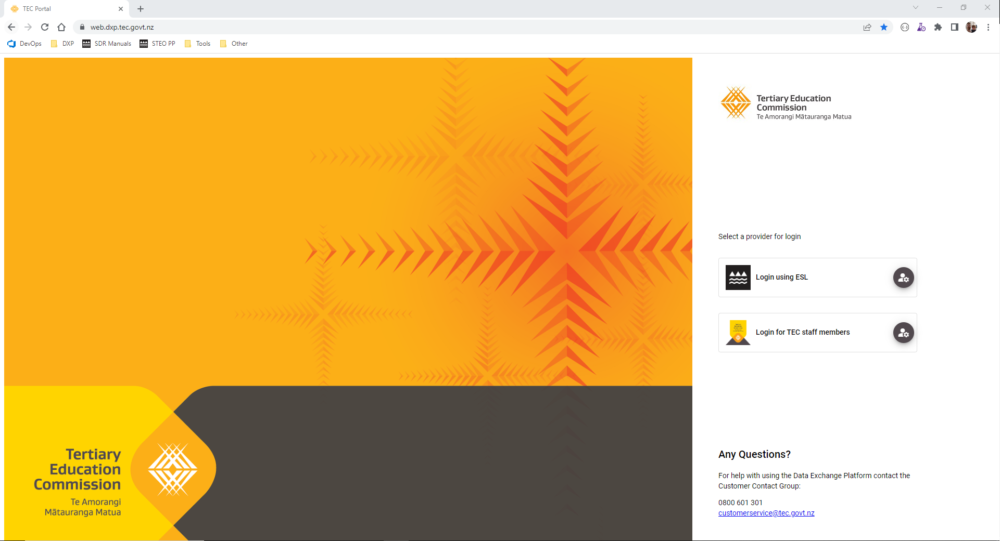 TEC Portal
web.dxp.tec.govt.nz
DevOps DXP SDR Manuals STEO PP Tools Other
Tertiary Education
Commission
Te Amorangi Mātauranga Matua
Select a provider for login
Login using ESL
Login for TEC staff members
Tertiary
Education
Commission
Te Amorangi
Mātauranga Matua
Any Questions?
For help with using the Data Exchange Platform contact the
Customer Contact Group:
0800 601 301
customerservice@tec.govt.nz